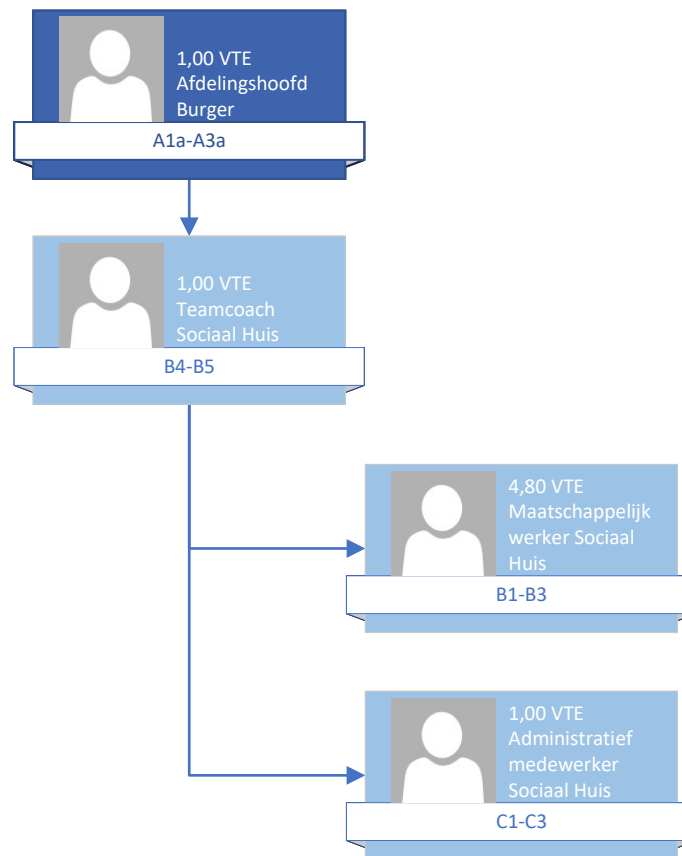 1,00 VTE
Afdelingshoofd
Burger
A1a-A3a
1,00 VTE
Teamcoach
Sociaal Huis
B4-B5
4,80 VTE
Maatschappelijk
werker Sociaal
Huis
B1-B3
1,00 VTE
Administratief
medewerker
Sociaal Huis
C1-C3